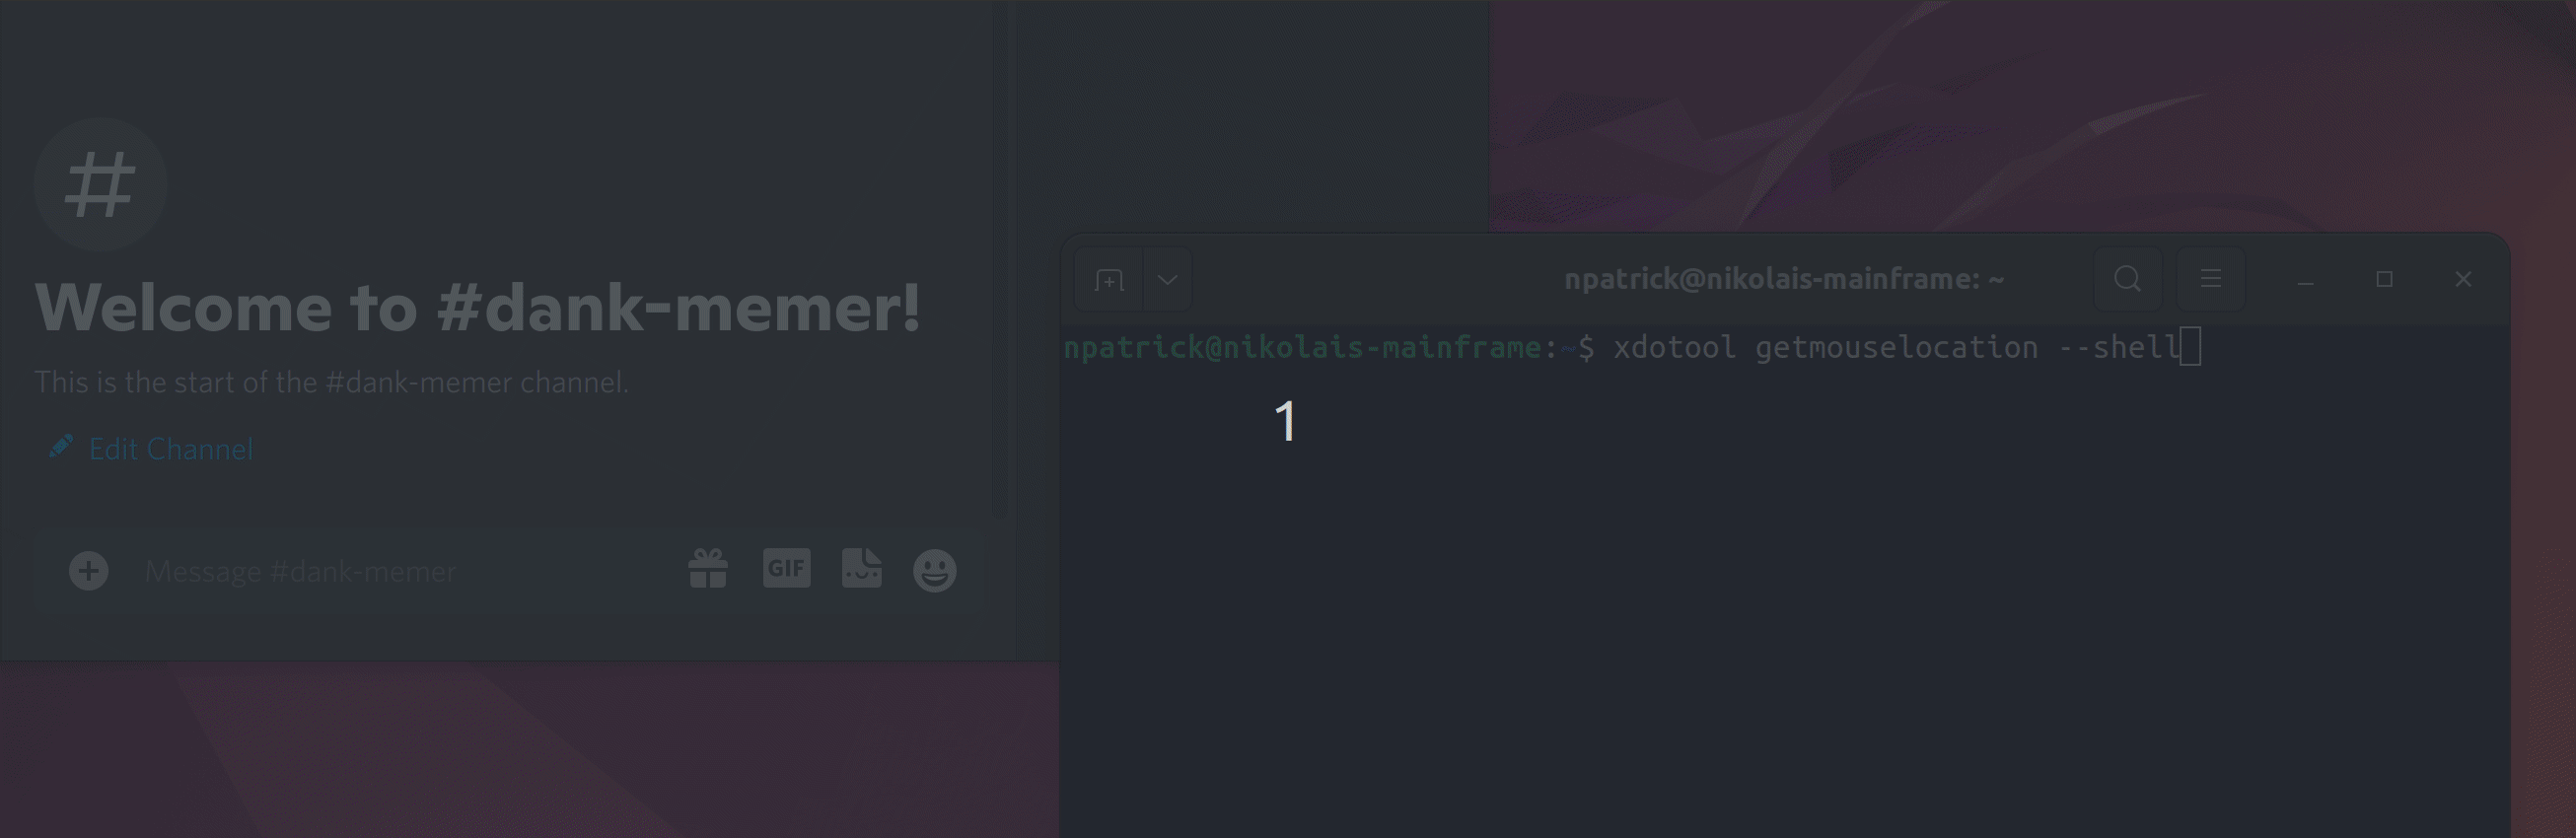 #
Welcome to #dank-memer!
This is the start of the #dank-memer channel.
Edit Channel
Message #dank-memer
GIF
npatrick@nikolais-mainframe: ~
npatrick@nikolais-mainframe:~$ xdotool getmouselocation --shell
1